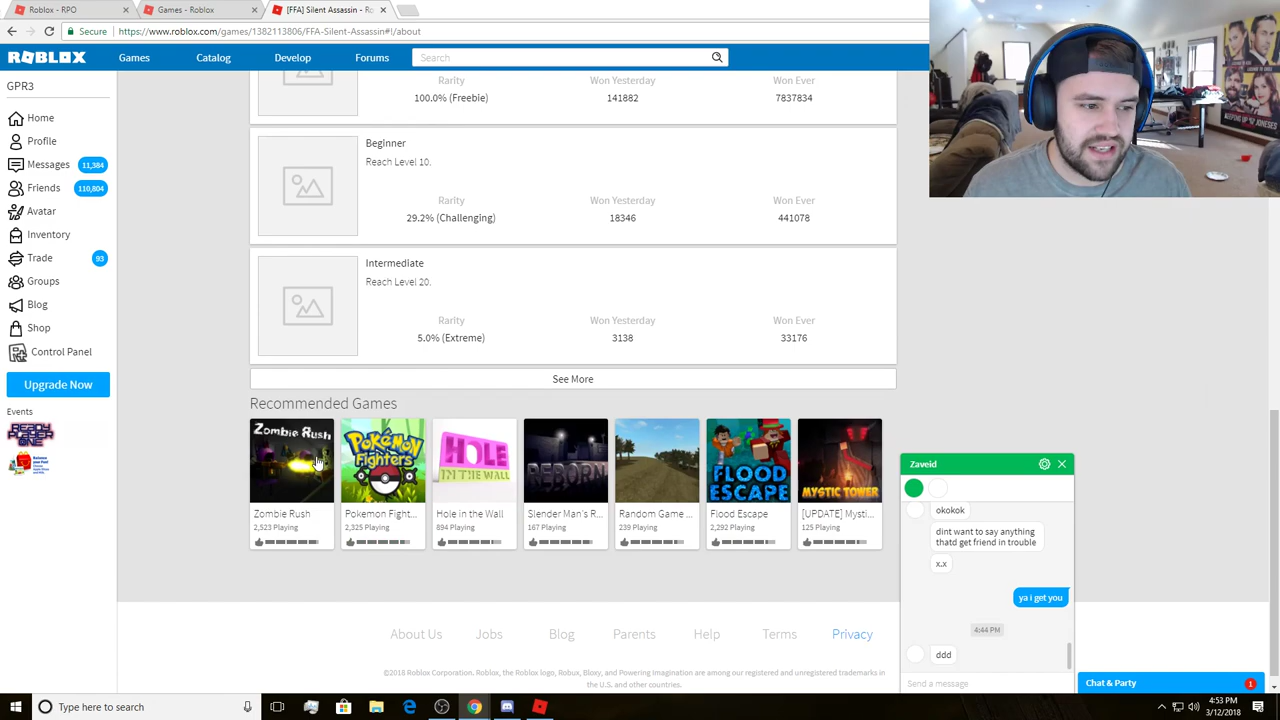 Roblox - RPO
Games - Roblox
[FFA] Silent Assassin - Ro
Secure
https://www.roblox.com/games/1382113806/FFA-Silent-Assassin#!/about
ROBLOX
Games
Catalog
Develop
Forums
Search
GPR3
Home
Profile
Messages
11,384
Friends
110,804
Avatar
Inventory
Trade
93
Groups
Blog
Shop
Control Panel
Upgrade Now
Events
READY
PLAYER
ONE
Rarity
Won Yesterday
Won Ever
100.0% (Freebie)
141882
7837834
Beginner
Reach Level 10.
Rarity
Won Yesterday
Won Ever
29.2% (Challenging)
18346
441078
Intermediate
Reach Level 20.
Rarity
Won Yesterday
Won Ever
5.0% (Extreme)
3138
33176
See More
Recommended Games
Zombie Rush
POKéMON
FIGHTERS
HOLE
IN THE WALL
REBORN
FLOOD
ESCAPE
MYSTIC TOWER
Zombie Rush
Pokemon Fight...
Hole in the Wall
Slender Man's R...
Random Game ...
Flood Escape
[UPDATE] Mysti...
2,523 Playing
2,325 Playing
894 Playing
167 Playing
239 Playing
2,292 Playing
125 Playing
About Us
Jobs
Blog
Parents
Help
Terms
Privacy
©2018 Roblox Corporation. Roblox, the Roblox logo, Robux, Bloxy, and Powering Imagination are among our registered and unregistered trademarks in
the U.S. and other countries.
Zaveid
okokok
dint want to say anything
thatd get friend in trouble
x.x
ya i get you
4:44 PM
ddd
Send a message
Chat & Party
1
KEEPING UP
JONESES
Type here to search
4:53 PM
3/12/2018